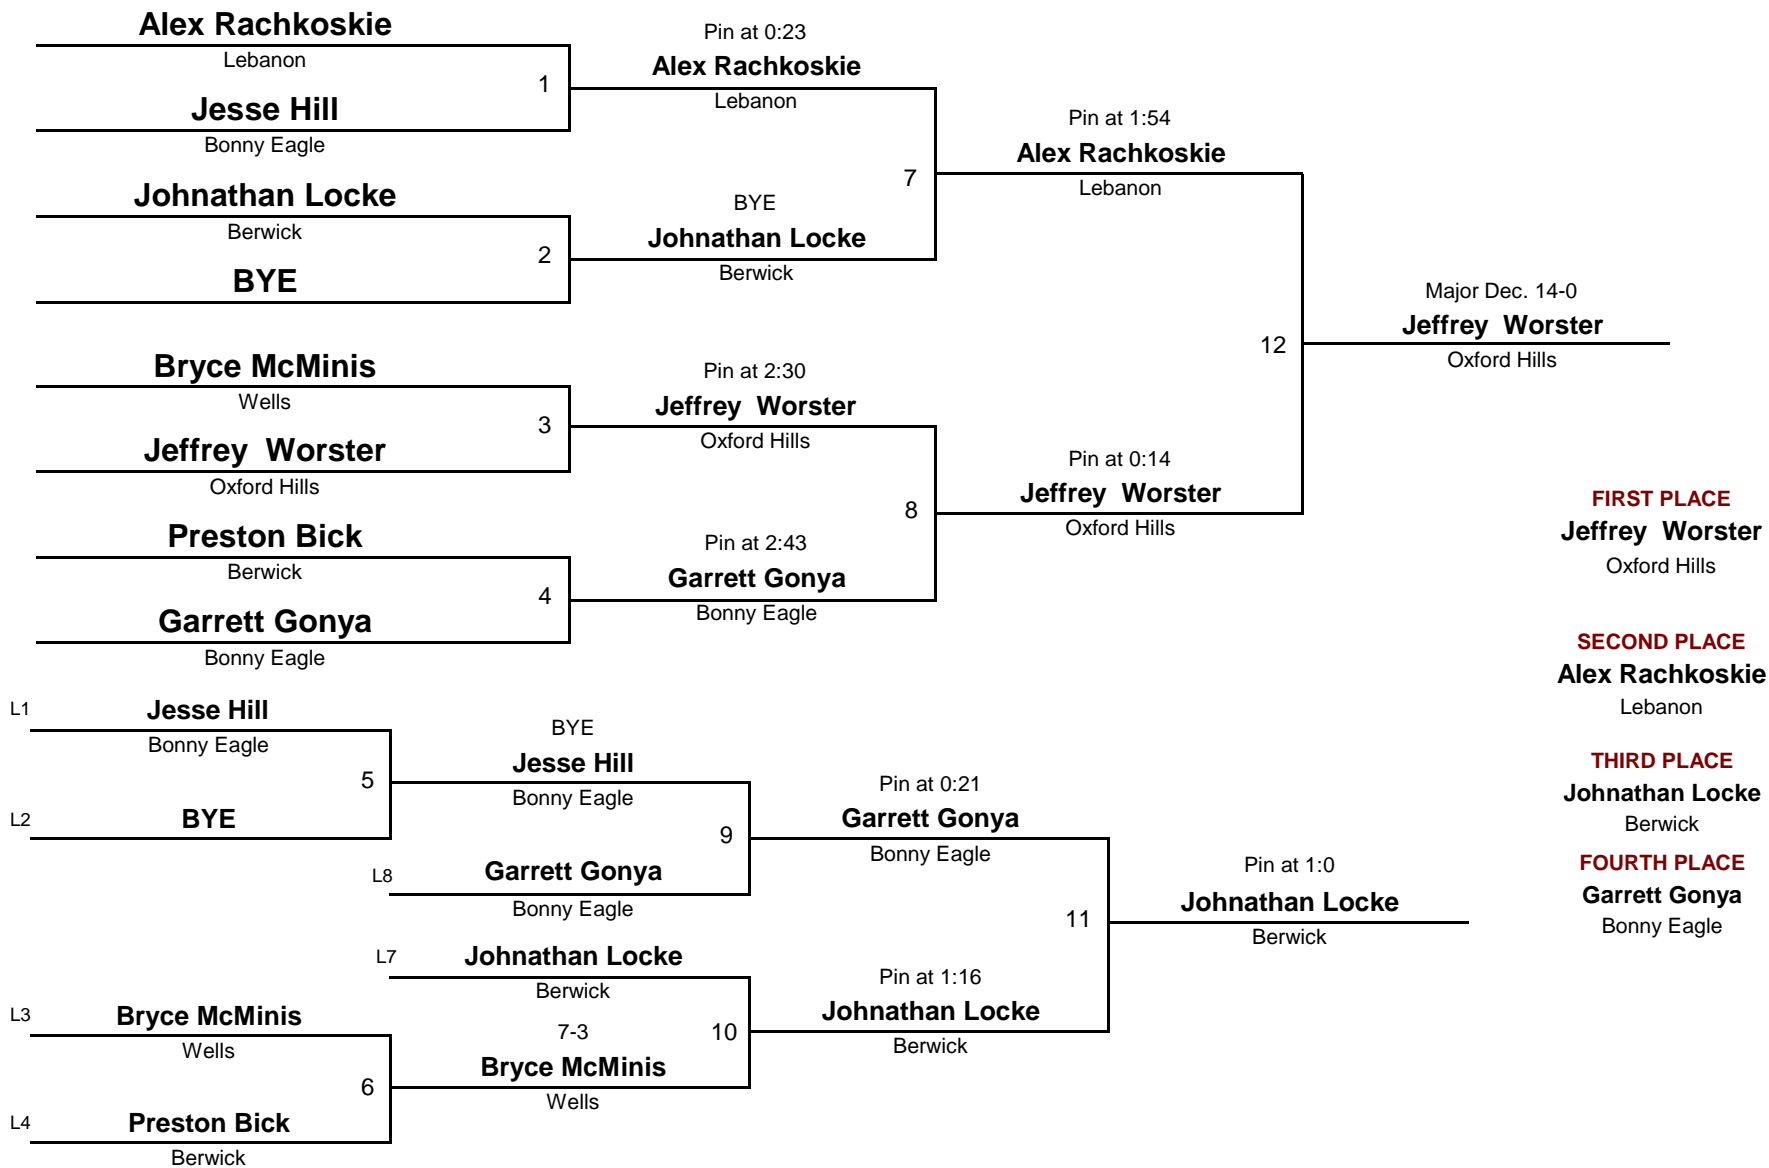 Alex Rachkoskie
Lebanon
1
Jesse Hill
Bonny Eagle
Johnathan Locke
Berwick
2
BYE
Bryce McMinis
Wells
3
Jeffrey  Worster
Oxford Hills
Preston Bick
Berwick
4
Garrett Gonya
Bonny Eagle
Pin at 0:23
Alex Rachkoskie
Lebanon
7
BYE
Johnathan Locke
Berwick
Pin at 2:30
Jeffrey  Worster
Oxford Hills
8
Pin at 2:43
Garrett Gonya
Bonny Eagle
Pin at 1:54
Alex Rachkoskie
Lebanon
12
Pin at 0:14
Jeffrey  Worster
Oxford Hills
Major Dec. 14-0
Jeffrey  Worster
Oxford Hills
FIRST PLACE
Jeffrey  Worster
Oxford Hills
SECOND PLACE
Alex Rachkoskie
Lebanon
THIRD PLACE
Johnathan Locke
Berwick
FOURTH PLACE
Garrett Gonya
Bonny Eagle
L1
Jesse Hill
Bonny Eagle
5
L2
BYE
BYE
Jesse Hill
Bonny Eagle
9
L8
Garrett Gonya
Bonny Eagle
L7
Johnathan Locke
Berwick
10
L3
Bryce McMinis
Wells
6
L4
Preston Bick
Berwick
7-3
Bryce McMinis
Wells
Pin at 0:21
Garrett Gonya
Bonny Eagle
11
Pin at 1:16
Johnathan Locke
Berwick
Pin at 1:0
Johnathan Locke
Berwick